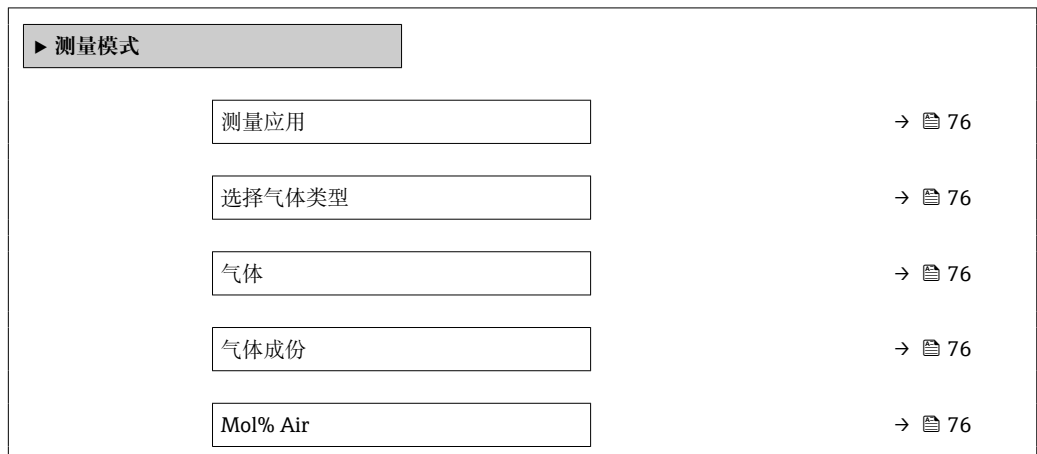 ▶ 测量模式
测量应用 → 🖹 76
选择气体类型 → 🖹 76
气体 → 🖹 76
气体成份 → 🖹 76
Mol% Air → 🖹 76